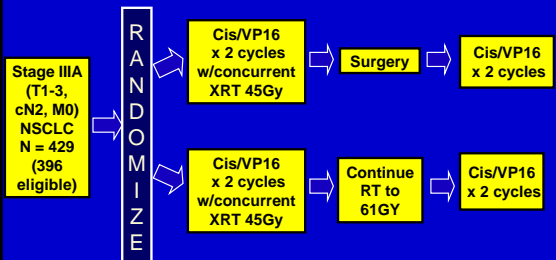 Stage IIIA
(T1-3,
cN2, M0)
NSCLC
N = 429
(396
eligible)
R
A
N
D
O
M
I
Z
E
Cis/VP16
x 2 cycles
w/concurrent
XRT 45Gy
Surgery
Cis/VP16
x 2 cycles
Cis/VP16
x 2 cycles
w/concurrent
XRT 45Gy
Continue
RT to
61GY
Cis/VP16
x 2 cycles